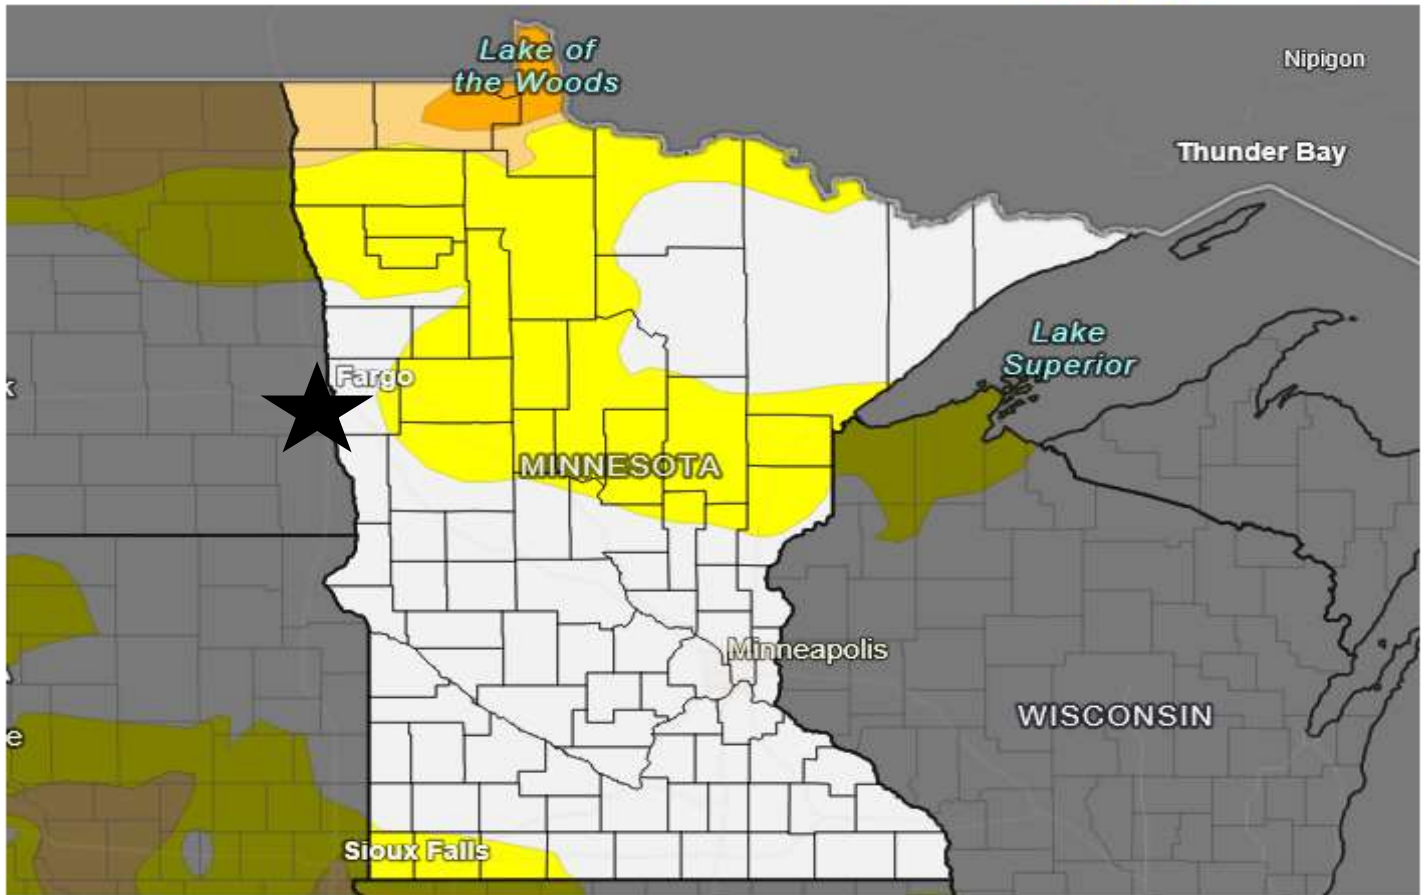 Lake of
the Woods
Nipigon
Thunder Bay
Lake
Superior
Fargo
MINNESOTA
Minneapolis
WISCONSIN
e
Sioux Falls